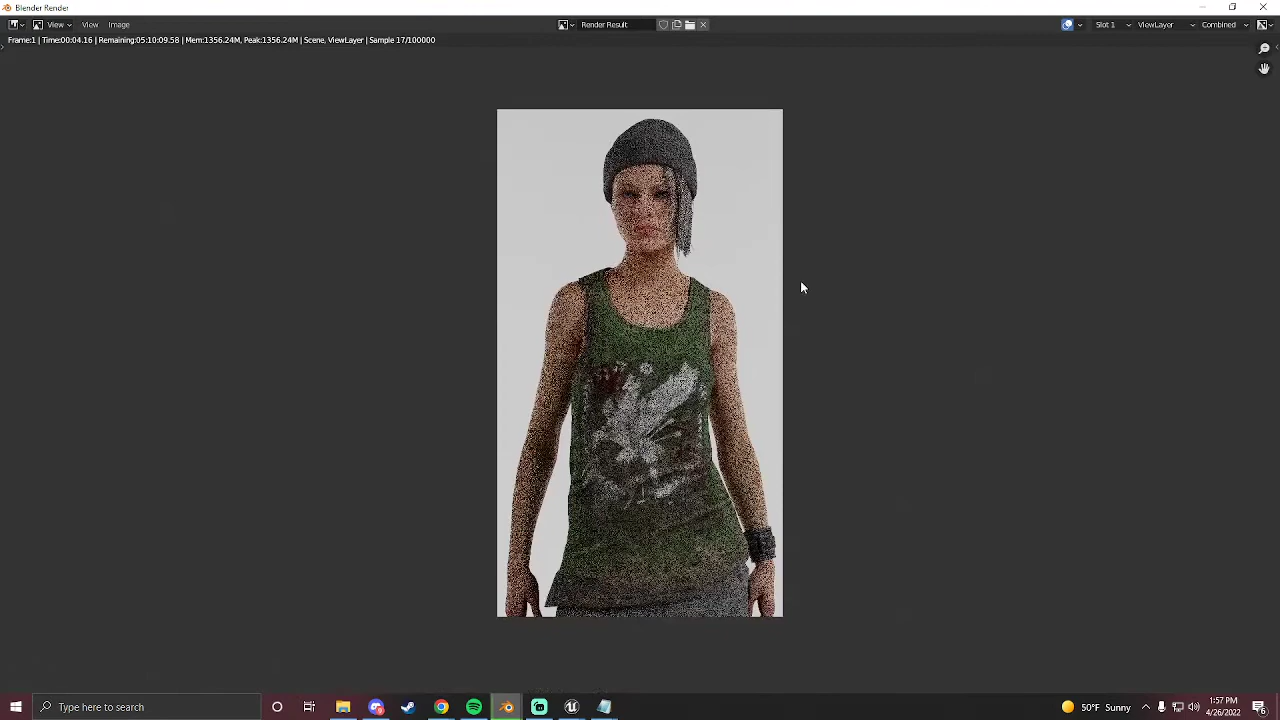 Blender Render
View View Image Render Result Slot 1 ViewLayer Combined
Frame:1 | Time:00:04.16 | Remaining:05:10:09.58 | Mem:1356.24M, Peak:1356.24M | Scene, ViewLayer | Sample 17/100000
Type here to search
50°F Sunny
1:57 PM
4/26/2022